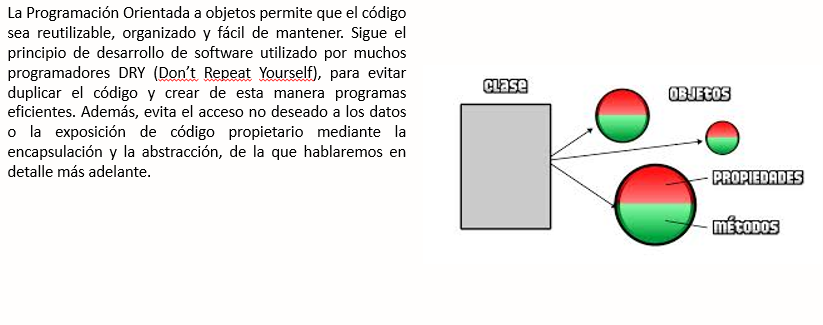 La Programación Orientada a objetos permite que el código
sea reutilizable, organizado y fácil de mantener. Sigue el
principio de desarrollo de software utilizado por muchos
programadores DRY (Don't Repeat Yourself), para evitar
duplicar el código y crear de esta manera programas
eficientes. Además, evita el acceso no deseado a los datos
o la exposición de código propietario mediante la
encapsulación y la abstracción, de la que hablaremos en
detalle más adelante.
CLASE
OBJETOS
PROPIEDADES
MÉTODOS